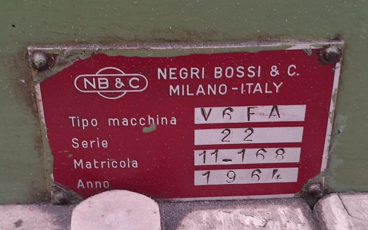 NB & C
NEGRI BOSSI & C.
MILANO-ITALY
Tipo macchina V6FA
Serie 22
Matricola 11-168
Anno 1964